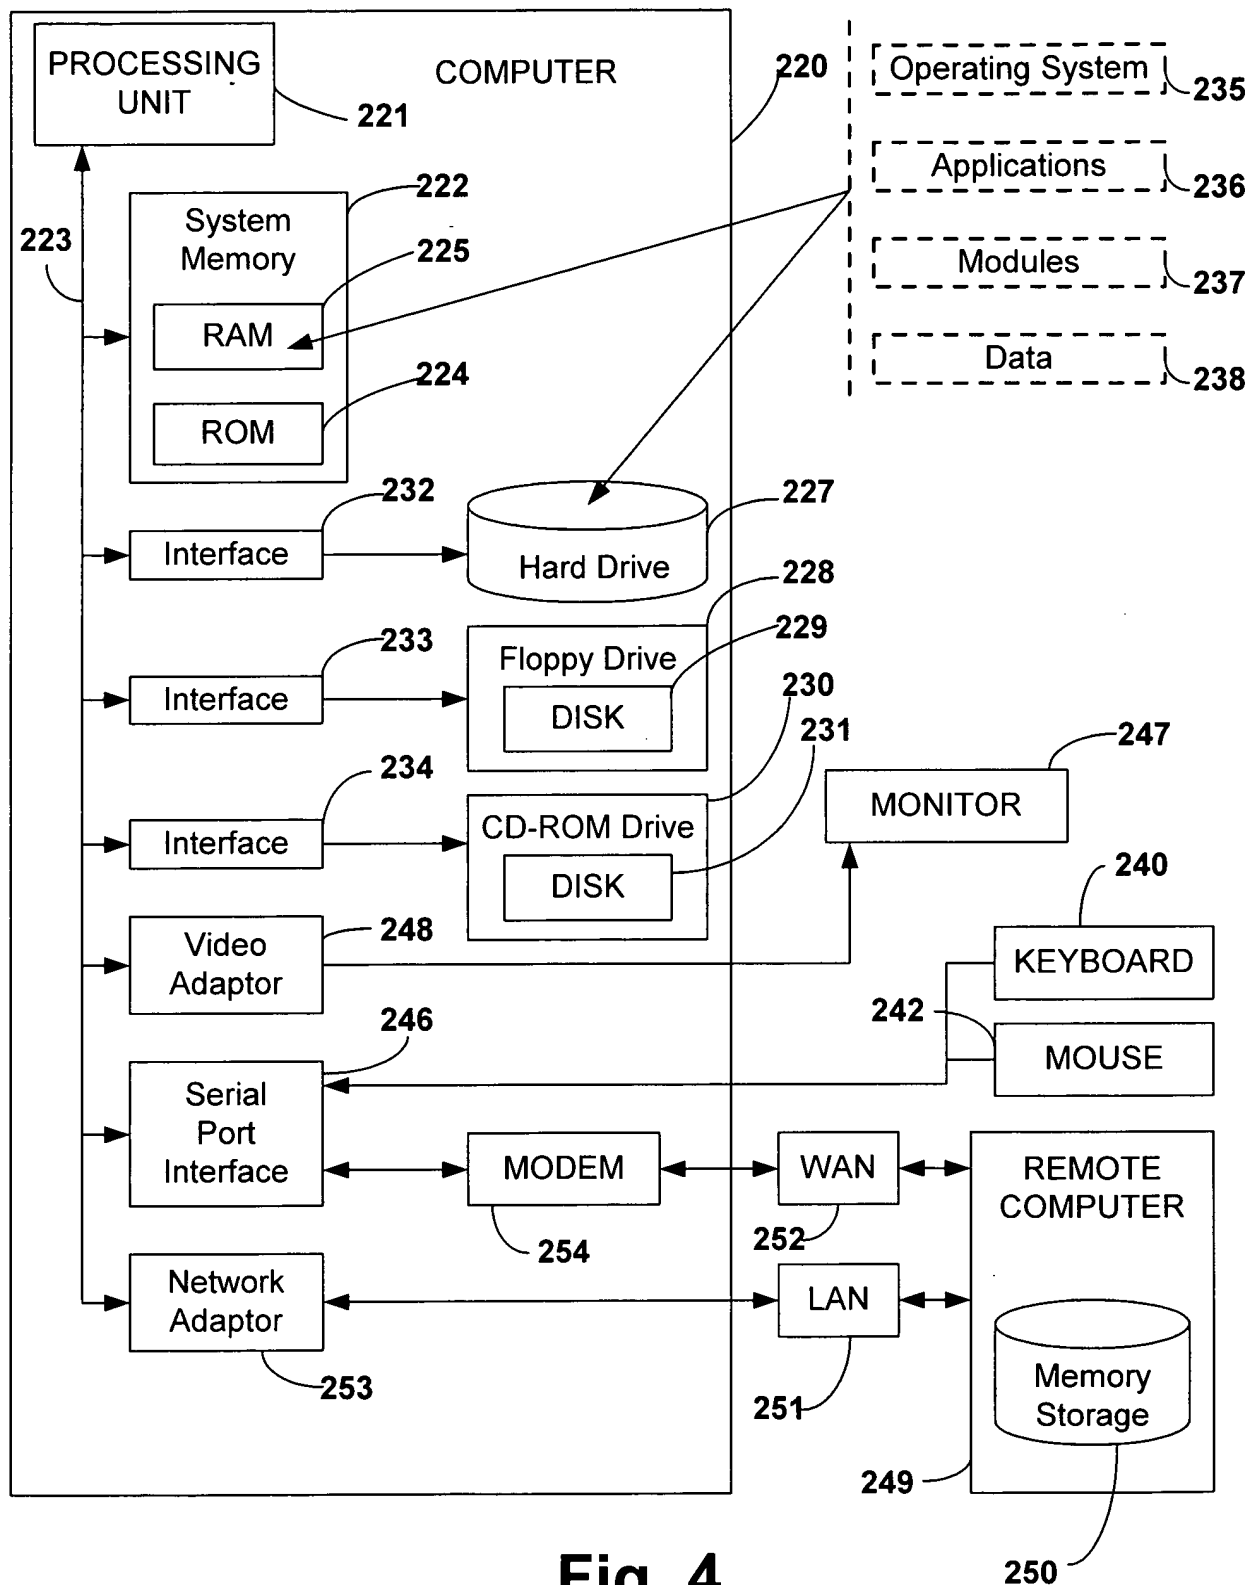 PROCESSING
UNIT
221
COMPUTER
220
Operating System
235
Applications
236
Modules
237
Data
238
223
222
System
Memory
225
RAM
224
ROM
232
Interface
227
Hard Drive
228
233
Interface
229
Floppy Drive
DISK
230
231
234
Interface
CD-ROM Drive
DISK
247
MONITOR
248
Video
Adaptor
240
KEYBOARD
242
MOUSE
246
Serial
Port
Interface
MODEM
254
WAN
252
REMOTE
COMPUTER
Network
Adaptor
253
LAN
251
Memory
Storage
249
250
Fig. 4